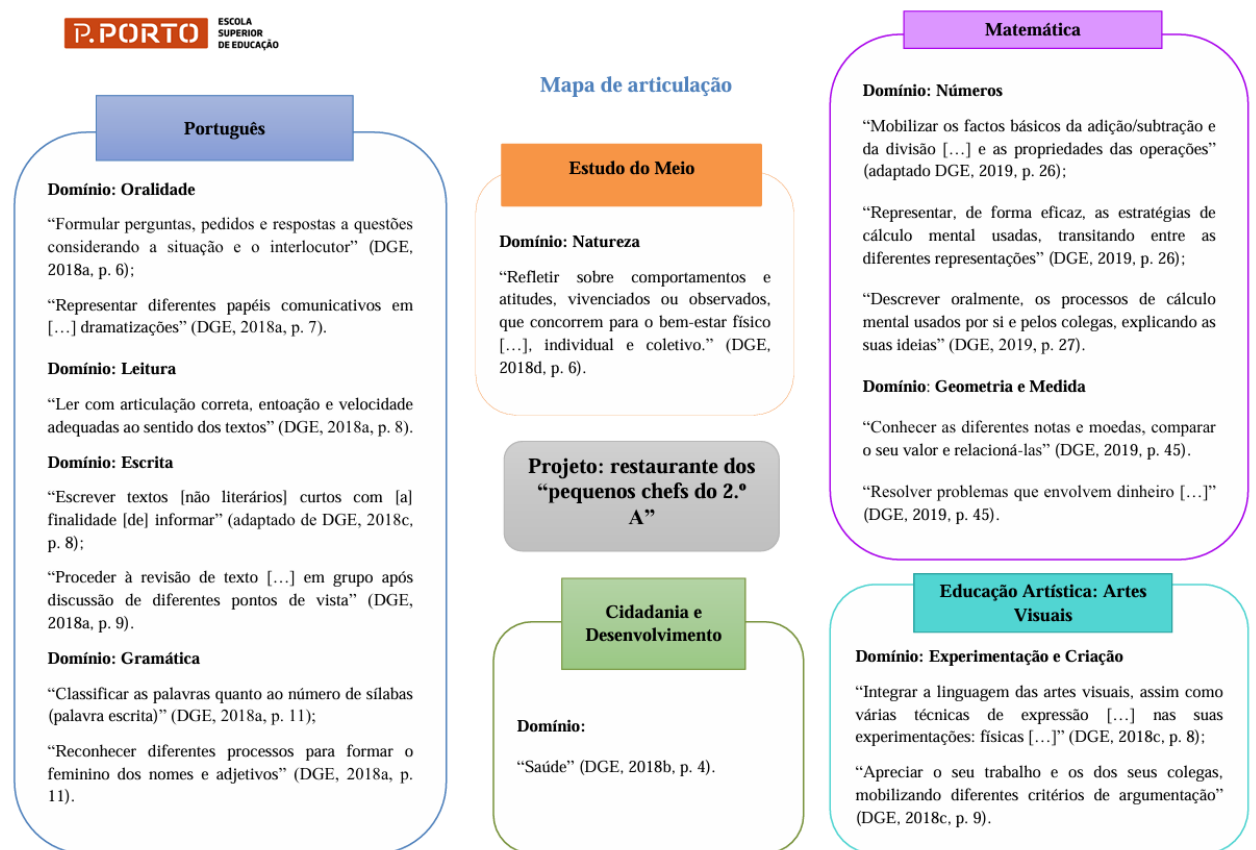 P.PORTO
ESCOLA
SUPERIOR
DE EDUCAÇÃO
Mapa de articulação
Português
Domínio: Oralidade
“Formular perguntas, pedidos e respostas a questões
considerando a situação e o interlocutor” (DGE,
2018a, p. 6);
“Representar diferentes papéis comunicativos em
[…] dramatizações” (DGE, 2018a, p. 7).
Domínio: Leitura
“Ler com articulação correta, entoação e velocidade
adequadas ao sentido dos textos” (DGE, 2018a, p. 8).
Domínio: Escrita
“Escrever textos [não literários] curtos com [a]
finalidade [de] informar” (adaptado de DGE, 2018c,
p. 8);
“Proceder à revisão de texto […] em grupo após
discussão de diferentes pontos de vista” (DGE,
2018a, p. 9).
Domínio: Gramática
“Classificar as palavras quanto ao número de sílabas
(palavra escrita)” (DGE, 2018a, p. 11);
“Reconhecer diferentes processos para formar o
feminino dos nomes e adjetivos” (DGE, 2018a, p.
11).
Estudo do Meio
Domínio: Natureza
“Refletir sobre comportamentos e
atitudes, vivenciados ou observados,
que concorrem para o bem-estar físico
[…], individual e coletivo.” (DGE,
2018d, p. 6).
Projeto: restaurante dos
“pequenos chefs do 2.º
A”
Cidadania e
Desenvolvimento
Domínio:
“Saúde” (DGE, 2018b, p. 4).
Matemática
Domínio: Números
“Mobilizar os factos básicos da adição/subtração e
da divisão […] e as propriedades das operações”
(adaptado DGE, 2019, p. 26);
“Representar, de forma eficaz, as estratégias de
cálculo mental usadas, transitando entre as
diferentes representações” (DGE, 2019, p. 26);
“Descrever oralmente, os processos de cálculo
mental usados por si e pelos colegas, explicando as
suas ideias” (DGE, 2019, p. 27).
Domínio: Geometria e Medida
“Conhecer as diferentes notas e moedas, comparar
o seu valor e relacioná-las” (DGE, 2019, p. 45).
“Resolver problemas que envolvem dinheiro […]”
(DGE, 2019, p. 45).
Educação Artística: Artes
Visuais
Domínio: Experimentação e Criação
“Integrar a linguagem das artes visuais, assim como
várias técnicas de expressão […] nas suas
experimentações: físicas […]” (DGE, 2018c, p. 8);
“Apreciar o seu trabalho e os dos seus colegas,
mobilizando diferentes critérios de argumentação”
(DGE, 2018c, p. 9).